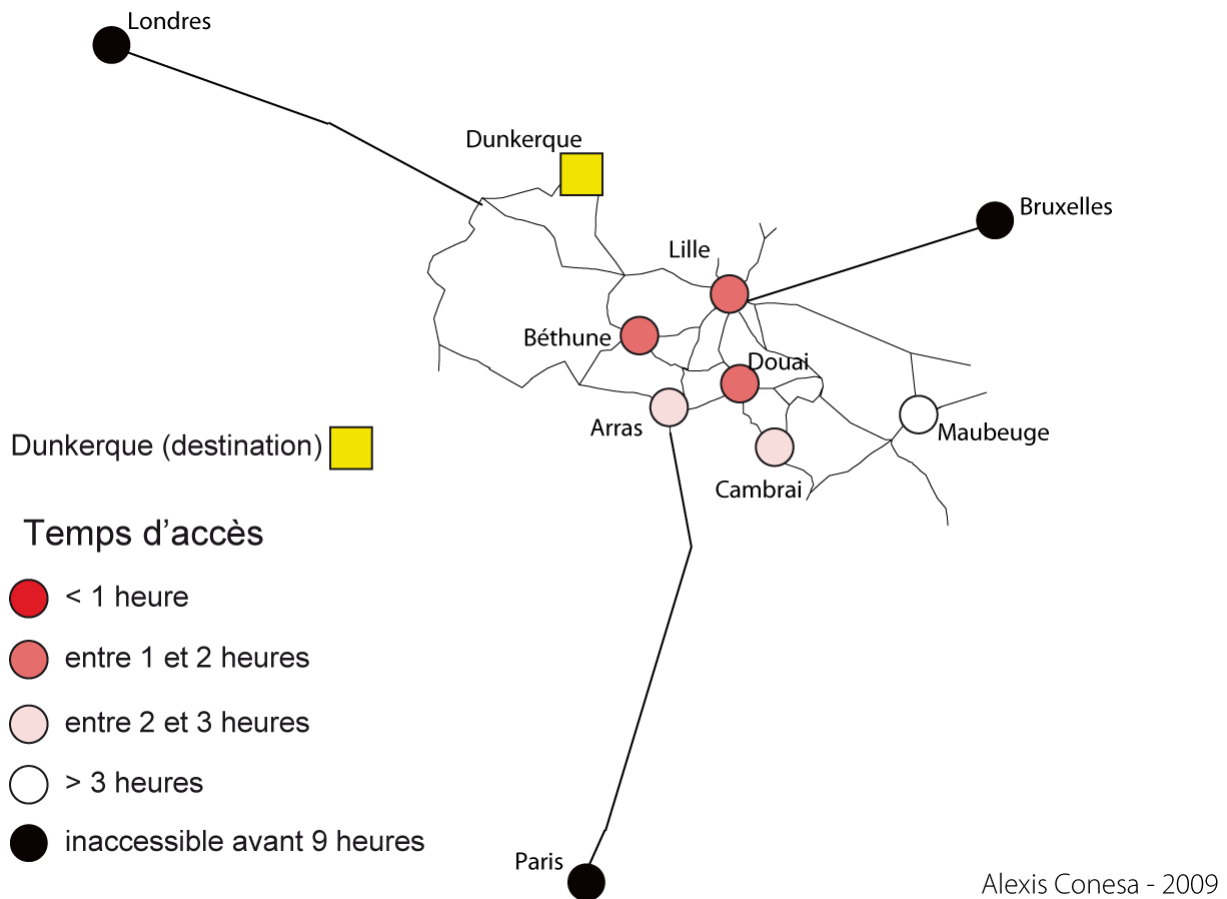 Londres
Dunkerque
Bruxelles
Lille
Béthune
Douai
Arras
Maubeuge
Dunkerque (destination)
Cambrai
Temps d'accès
< 1 heure
entre 1 et 2 heures
entre 2 et 3 heures
> 3 heures
inaccessible avant 9 heures
Paris
Alexis Conesa - 2009